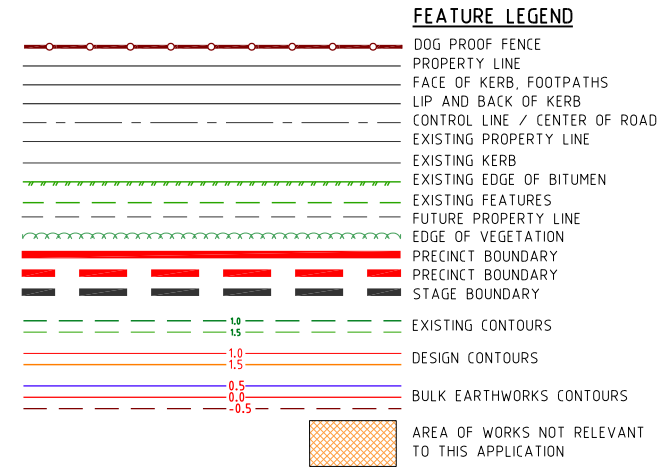 FEATURE LEGEND
DOG PROOF FENCE
PROPERTY LINE
FACE OF KERB, FOOTPATHS
LIP AND BACK OF KERB
CONTROL LINE / CENTER OF ROAD
EXISTING PROPERTY LINE
EXISTING KERB
EXISTING EDGE OF BITUMEN
EXISTING FEATURES
FUTURE PROPERTY LINE
EDGE OF VEGETATION
PRECINCT BOUNDARY
PRECINCT BOUNDARY
STAGE BOUNDARY
1.0
1.5
EXISTING CONTOURS
1.0
1.5
DESIGN CONTOURS
0.5
0.0
-0.5
BULK EARTHWORKS CONTOURS
AREA OF WORKS NOT RELEVANT
TO THIS APPLICATION